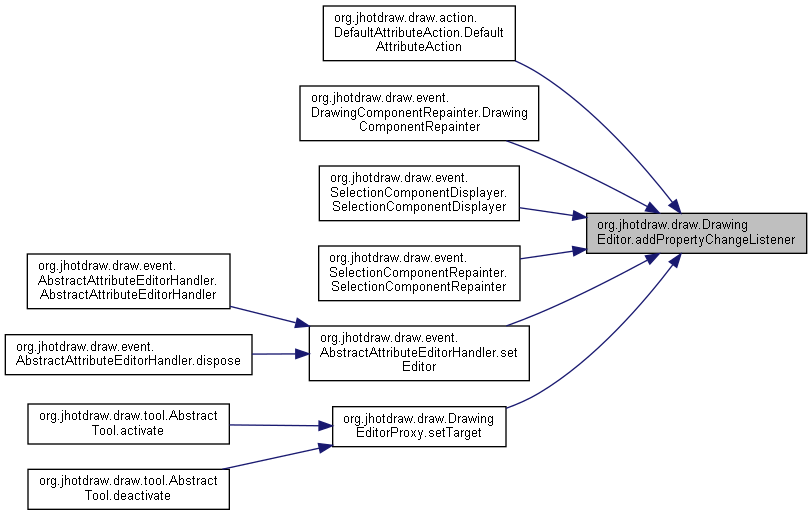 org.jhotdraw.draw.action.
DefaultAttributeAction.Default
AttributeAction
org.jhotdraw.draw.event.
DrawingComponentRepainter.Drawing
ComponentRepainter
org.jhotdraw.draw.event.
SelectionComponentDisplayer.
SelectionComponentDisplayer
org.jhotdraw.draw.Drawing
Editor.addPropertyChangeListener
org.jhotdraw.draw.event.
SelectionComponentRepainter.
SelectionComponentRepainter
org.jhotdraw.draw.event.
AbstractAttributeEditorHandler.
AbstractAttributeEditorHandler
org.jhotdraw.draw.event.
AbstractAttributeEditorHandler.set
Editor
org.jhotdraw.draw.event.
AbstractAttributeEditorHandler.dispose
org.jhotdraw.draw.tool.Abstract
Tool.activate
org.jhotdraw.draw.Drawing
EditorProxy.setTarget
org.jhotdraw.draw.tool.Abstract
Tool.deactivate